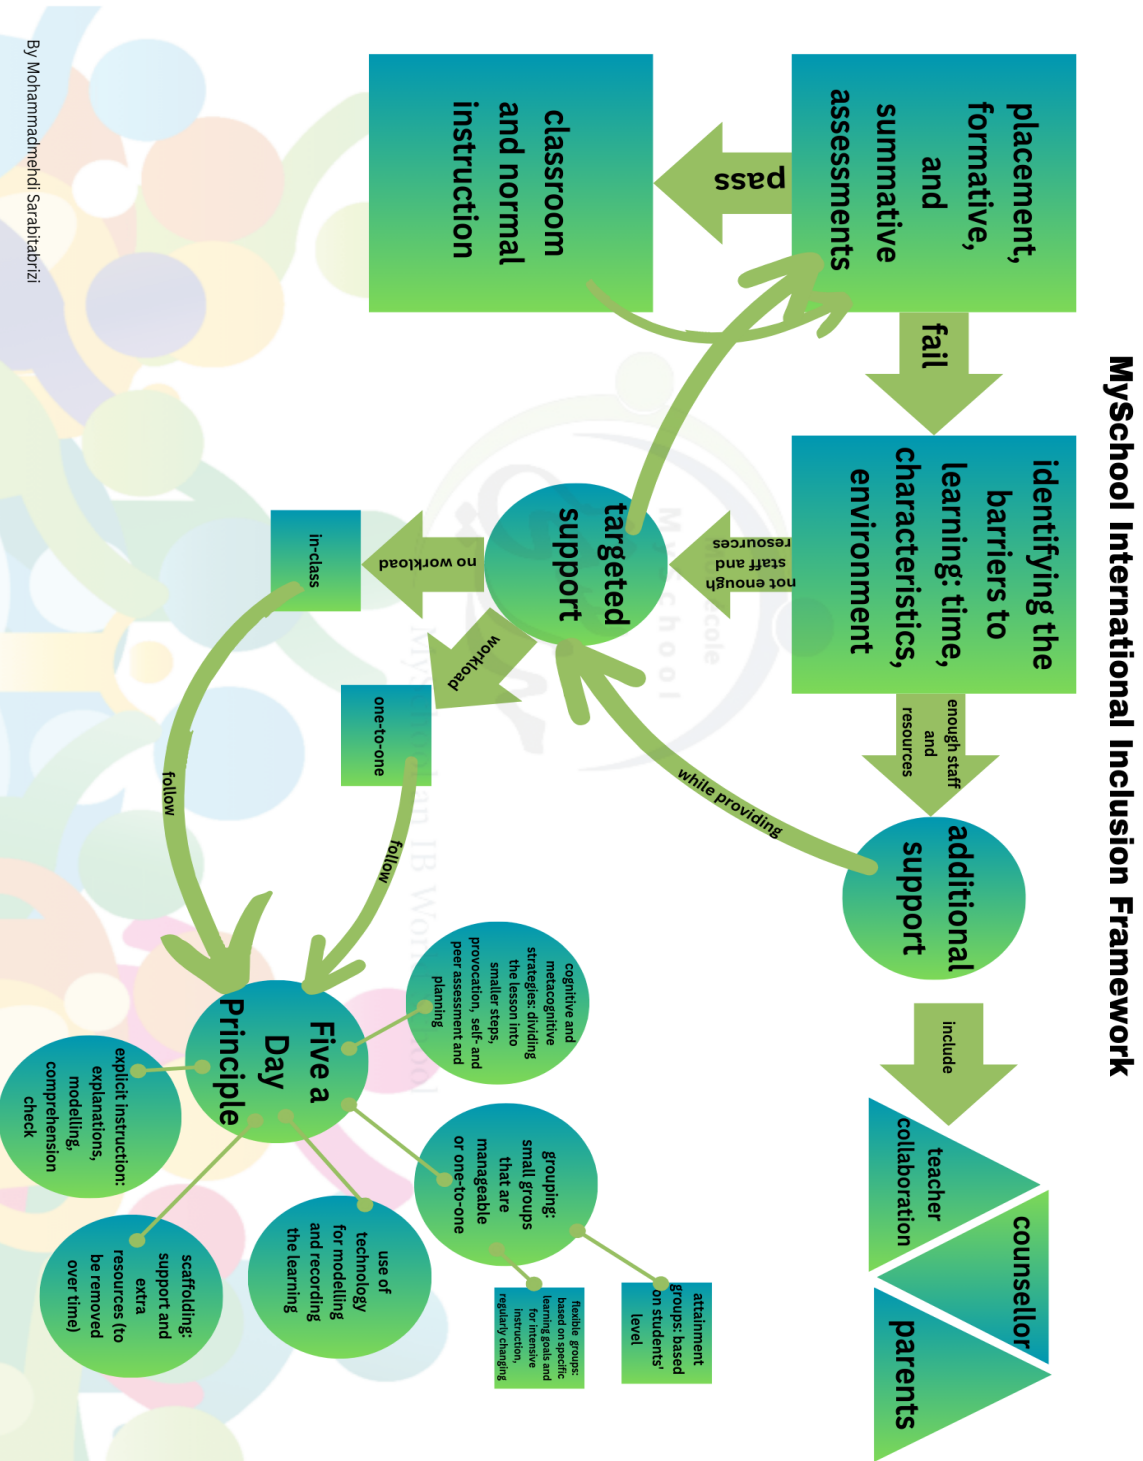 MySchool International Inclusion Framework
placement,
formative,
and
summative
assessments
fail
identifying the
barriers to
learning: time,
characteristics,
environment
enough staff
and
resources
additional
support
include
teacher
collaboration
counsellor
parents
pass
classroom
and normal
instruction
not enough
staff and
resources
targeted
support
while providing
no workload
workload
in-class
one-to-one
follow
follow
Five a
Day
Principle
cognitive and
metacognitive
strategies: dividing
the lesson into
smaller steps,
provocation, self- and
peer assessment and
planning
grouping:
small groups
that are
manageable
or one-to-one
attainment
groups: based
on students'
level
flexible groups:
based on specific
learning goals and
for intensive
instruction,
regularly changing
use of
technology
for modelling
and recording
the learning
scaffolding:
support and
extra
resources (to
be removed
over time)
explicit instruction:
explanations,
modelling,
comprehension
check
By Mohammadmehdi Sarabitabrizi